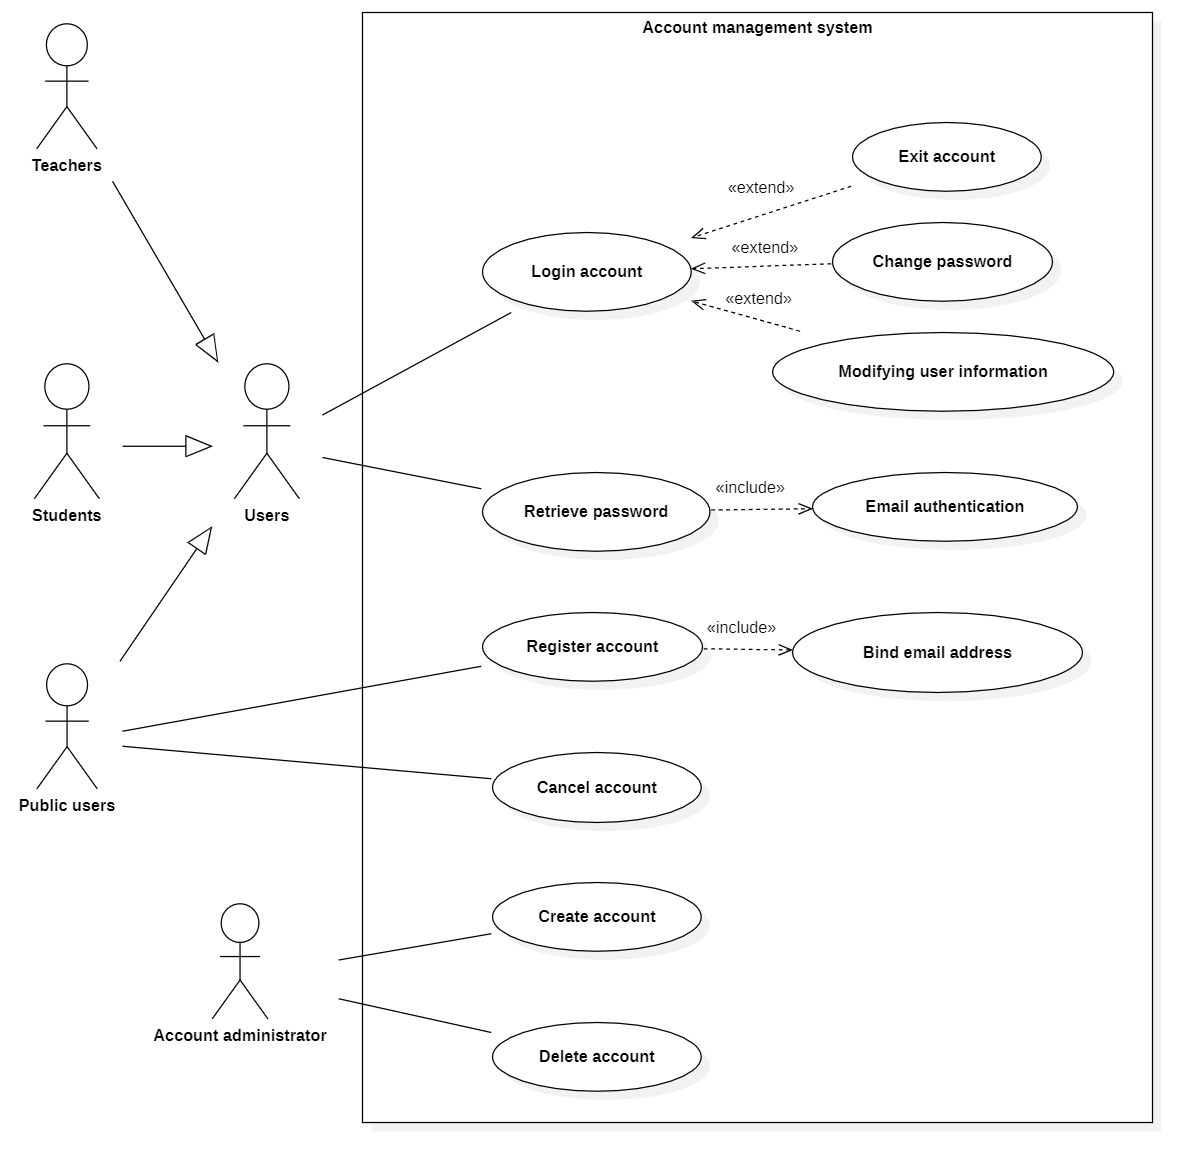 Account management system
Teachers
Exit account
«extend»
Change password
«extend»
Login account
«extend»
Modifying user information
Students
Users
Retrieve password
«include»
Email authentication
Register account
«include»
Bind email address
Public users
Cancel account
Create account
Account administrator
Delete account